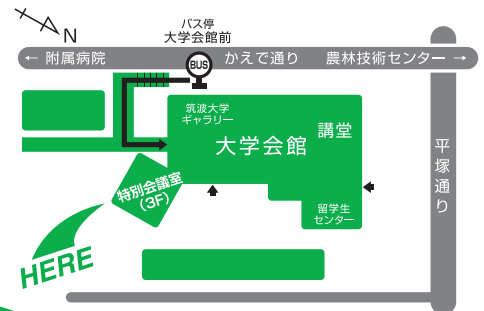 N
バス停
大学会館前
BUS
← 附属病院
かえで通り
農林技術センター →
筑波大学
ギャラリー
講堂
大学会館
平塚通り
特別会議室
(3F)
留学生
センター
HERE